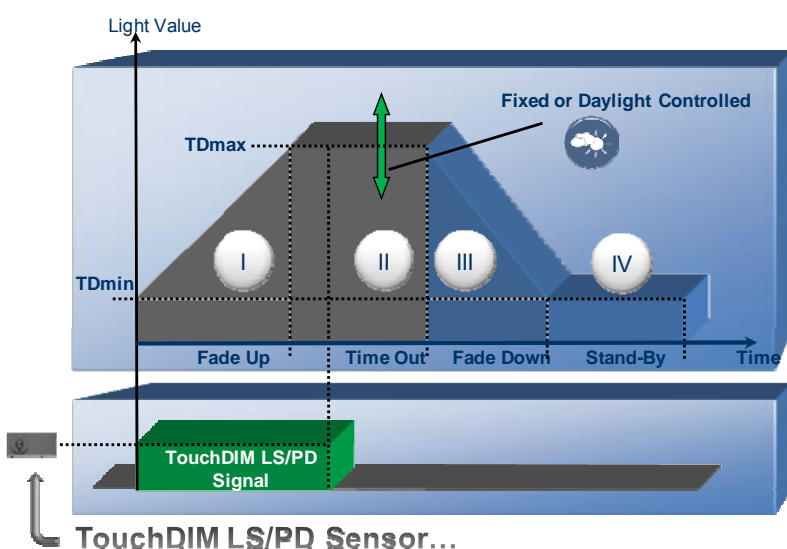 Light Value
Fixed or Daylight Controlled
TDmax
I
II
III
IV
TDmin
Fade Up
Time Out
Fade Down
Stand-By
Time
TouchDIM LS/PD
Signal
TouchDIM LS/PD Sensor...